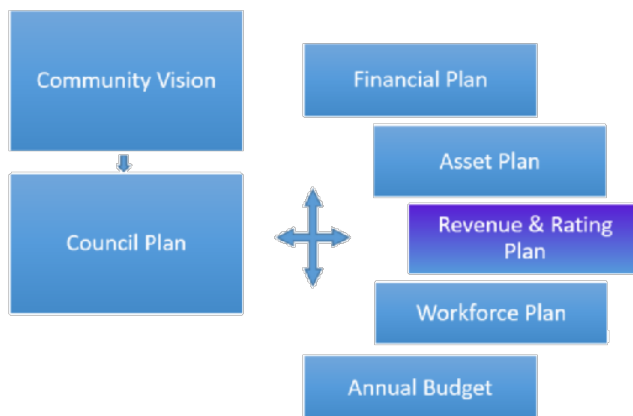 Community Vision
Council Plan
Financial Plan
Asset Plan
Revenue & Rating
Plan
Workforce Plan
Annual Budget